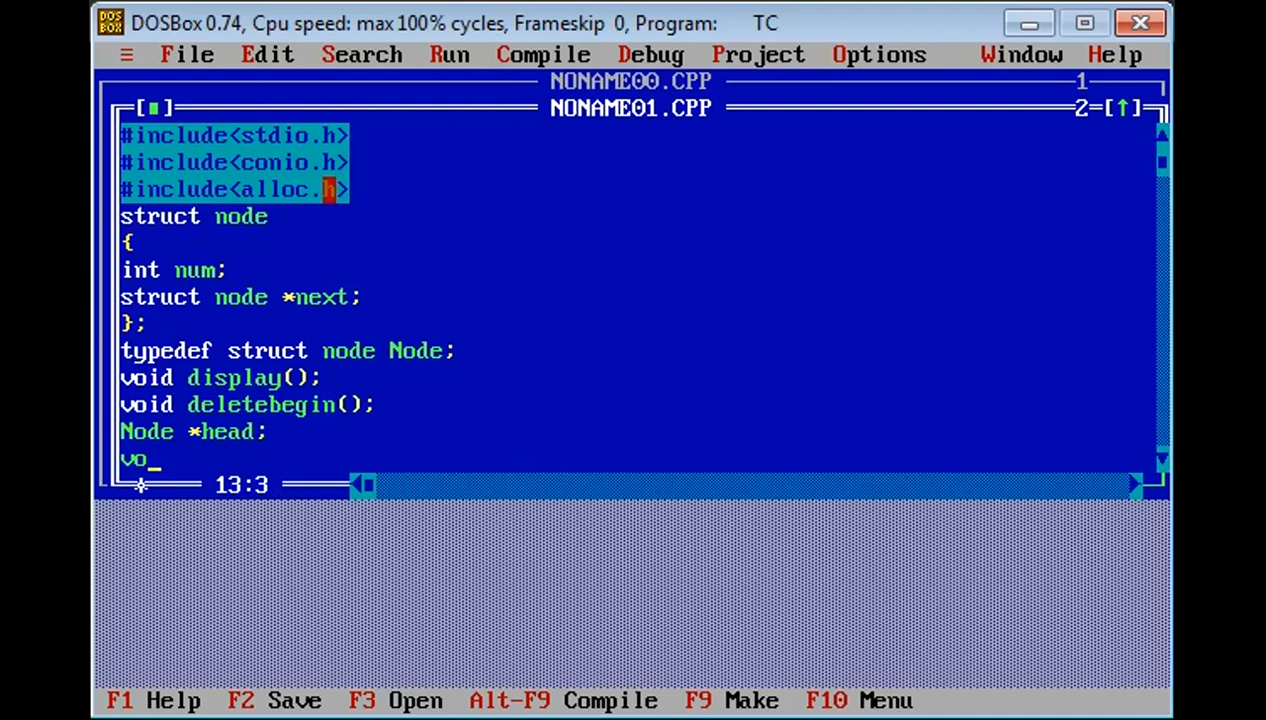 DOS BOX DOSBox 0.74, Cpu speed: max 100% cycles, Frameskip 0, Program: TC
≡ File Edit Search Run Compile Debug Project Options Window Help
NONAME00.CPP 1
[■] NONAME01.CPP 2=[↑]
#include<stdio.h>
#include<conio.h>
#include<alloc.h>
struct node
{
int num;
struct node *next;
};
typedef struct node Node;
void display();
void deletebegin();
Node *head;
vo_
13:3
F1 Help F2 Save F3 Open Alt-F9 Compile F9 Make F10 Menu